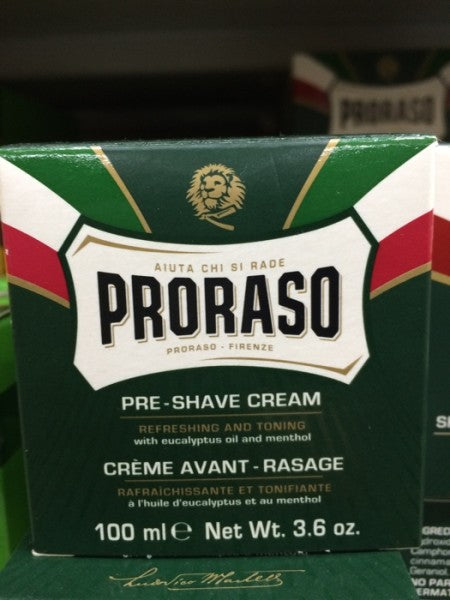 PRORASO
AIUTA CHI SI RADE
PRORASO
PRORASO - FIRENZE
PRE-SHAVE CREAM
REFRESHING AND TONING
with eucalyptus oil and menthol
CRÈME AVANT-RASAGE
RAFRAÎCHISSANTE ET TONIFIANTE
à l'huile d'eucalyptus et au menthol
100 ml e Net Wt. 3.6 oz.